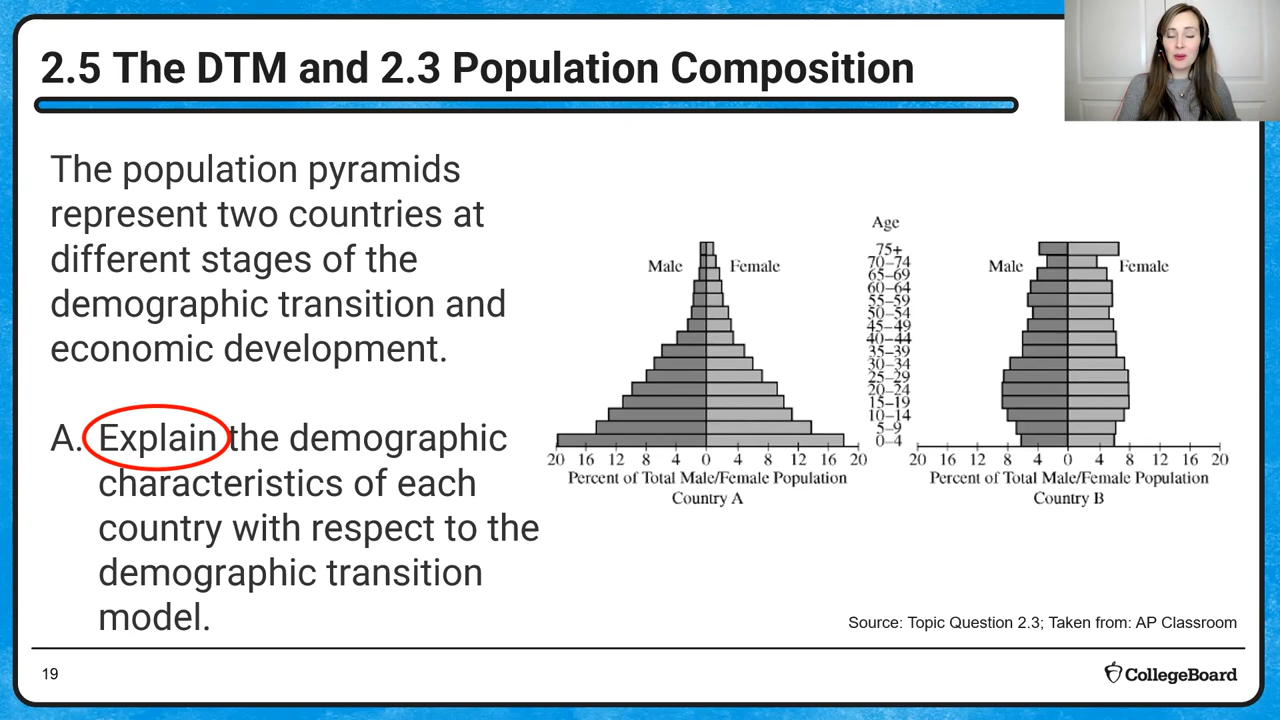 2.5 The DTM and 2.3 Population Composition
The population pyramids
represent two countries at
different stages of the
demographic transition and
economic development.
A. Explain the demographic
characteristics of each
country with respect to the
demographic transition
model.
Age
Male Female
75+
70–74
65–69
60–64
55–59
50–54
45–49
40–44
35–39
30–34
25–29
20–24
15–19
10–14
5–9
0–4
Male Female
20 16 12 8 4 0 4 8 12 16 20
Percent of Total Male/Female Population
Country A
20 16 12 8 4 0 4 8 12 16 20
Percent of Total Male/Female Population
Country B
Source: Topic Question 2.3; Taken from: AP Classroom
19
CollegeBoard